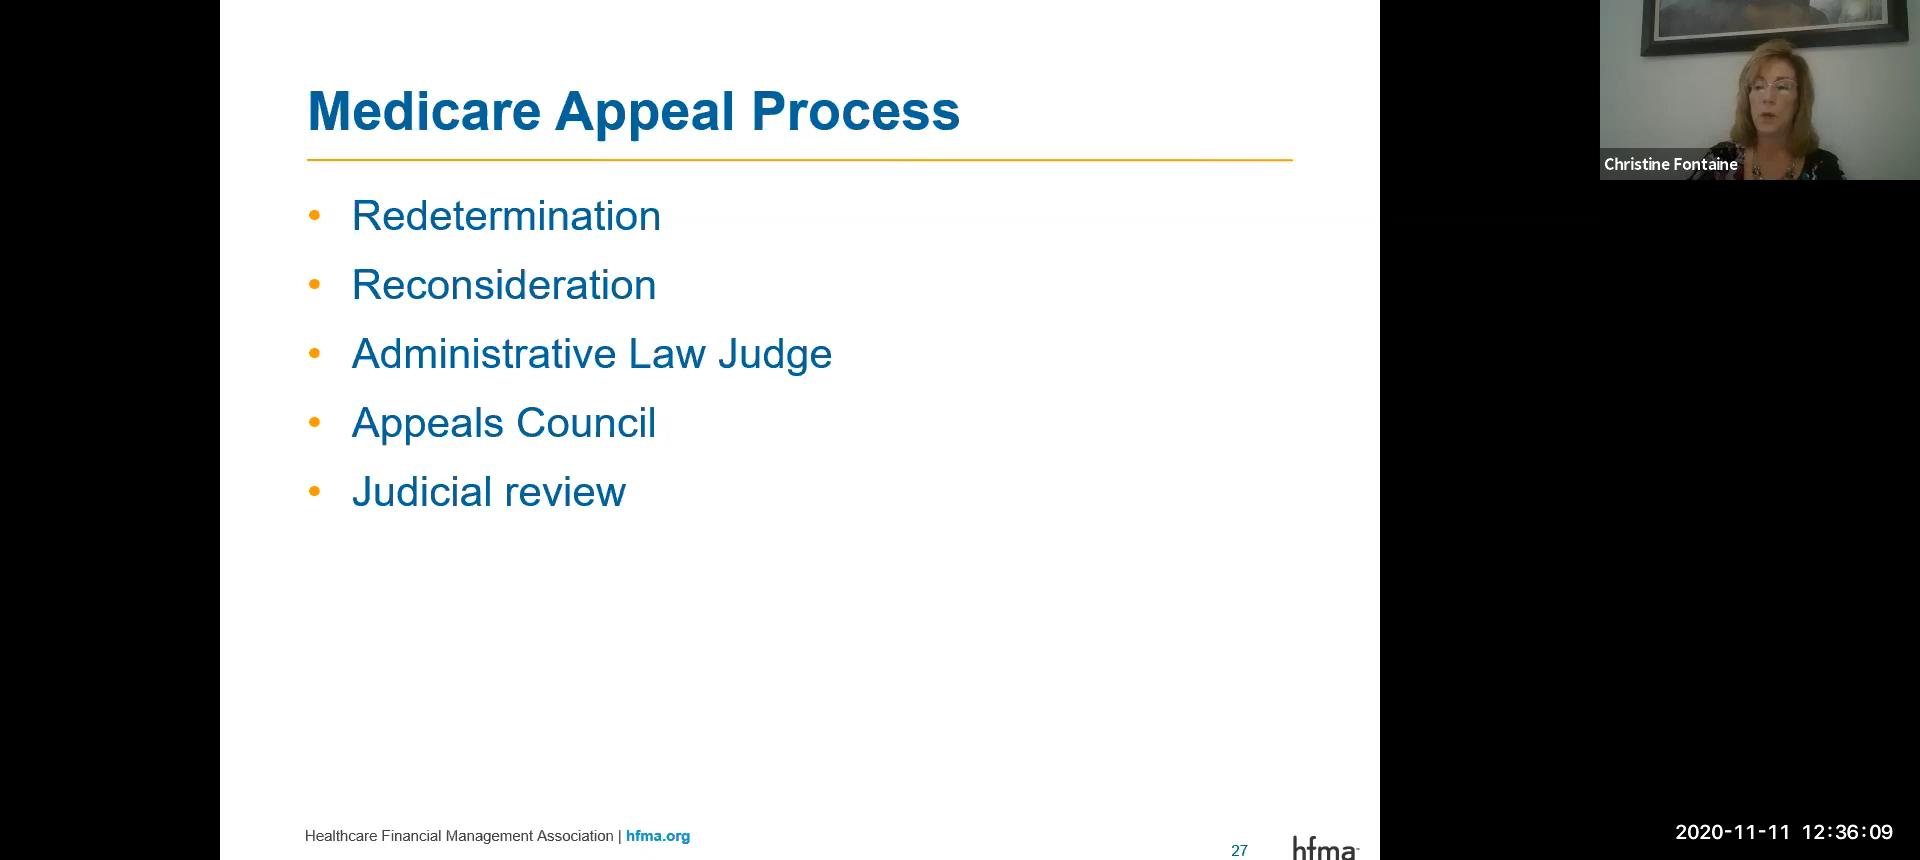 Medicare Appeal Process
• Redetermination
• Reconsideration
• Administrative Law Judge
• Appeals Council
• Judicial review
Healthcare Financial Management Association | hfma.org
27
hfma
Christine Fontaine
2020-11-11 12:36:09